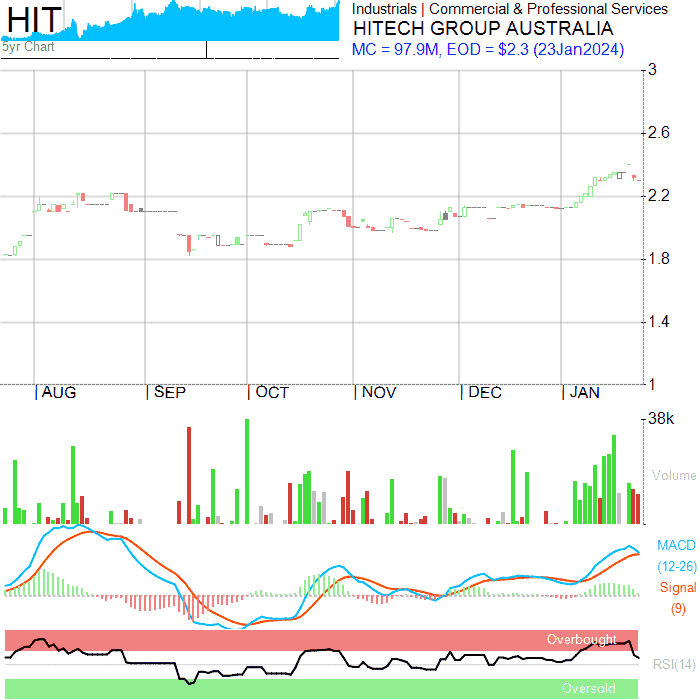 HIT
5yr Chart
Industrials | Commercial & Professional Services
HITECH GROUP AUSTRALIA
MC = 97.9M, EOD = $2.3 (23Jan2024)
3
2.6
2.2
1.8
1.4
1
|AUG |SEP |OCT |NOV |DEC |JAN
38k
Volume
MACD
(12-26)
Signal
(9)
Overbought
RSI(14)
Oversold